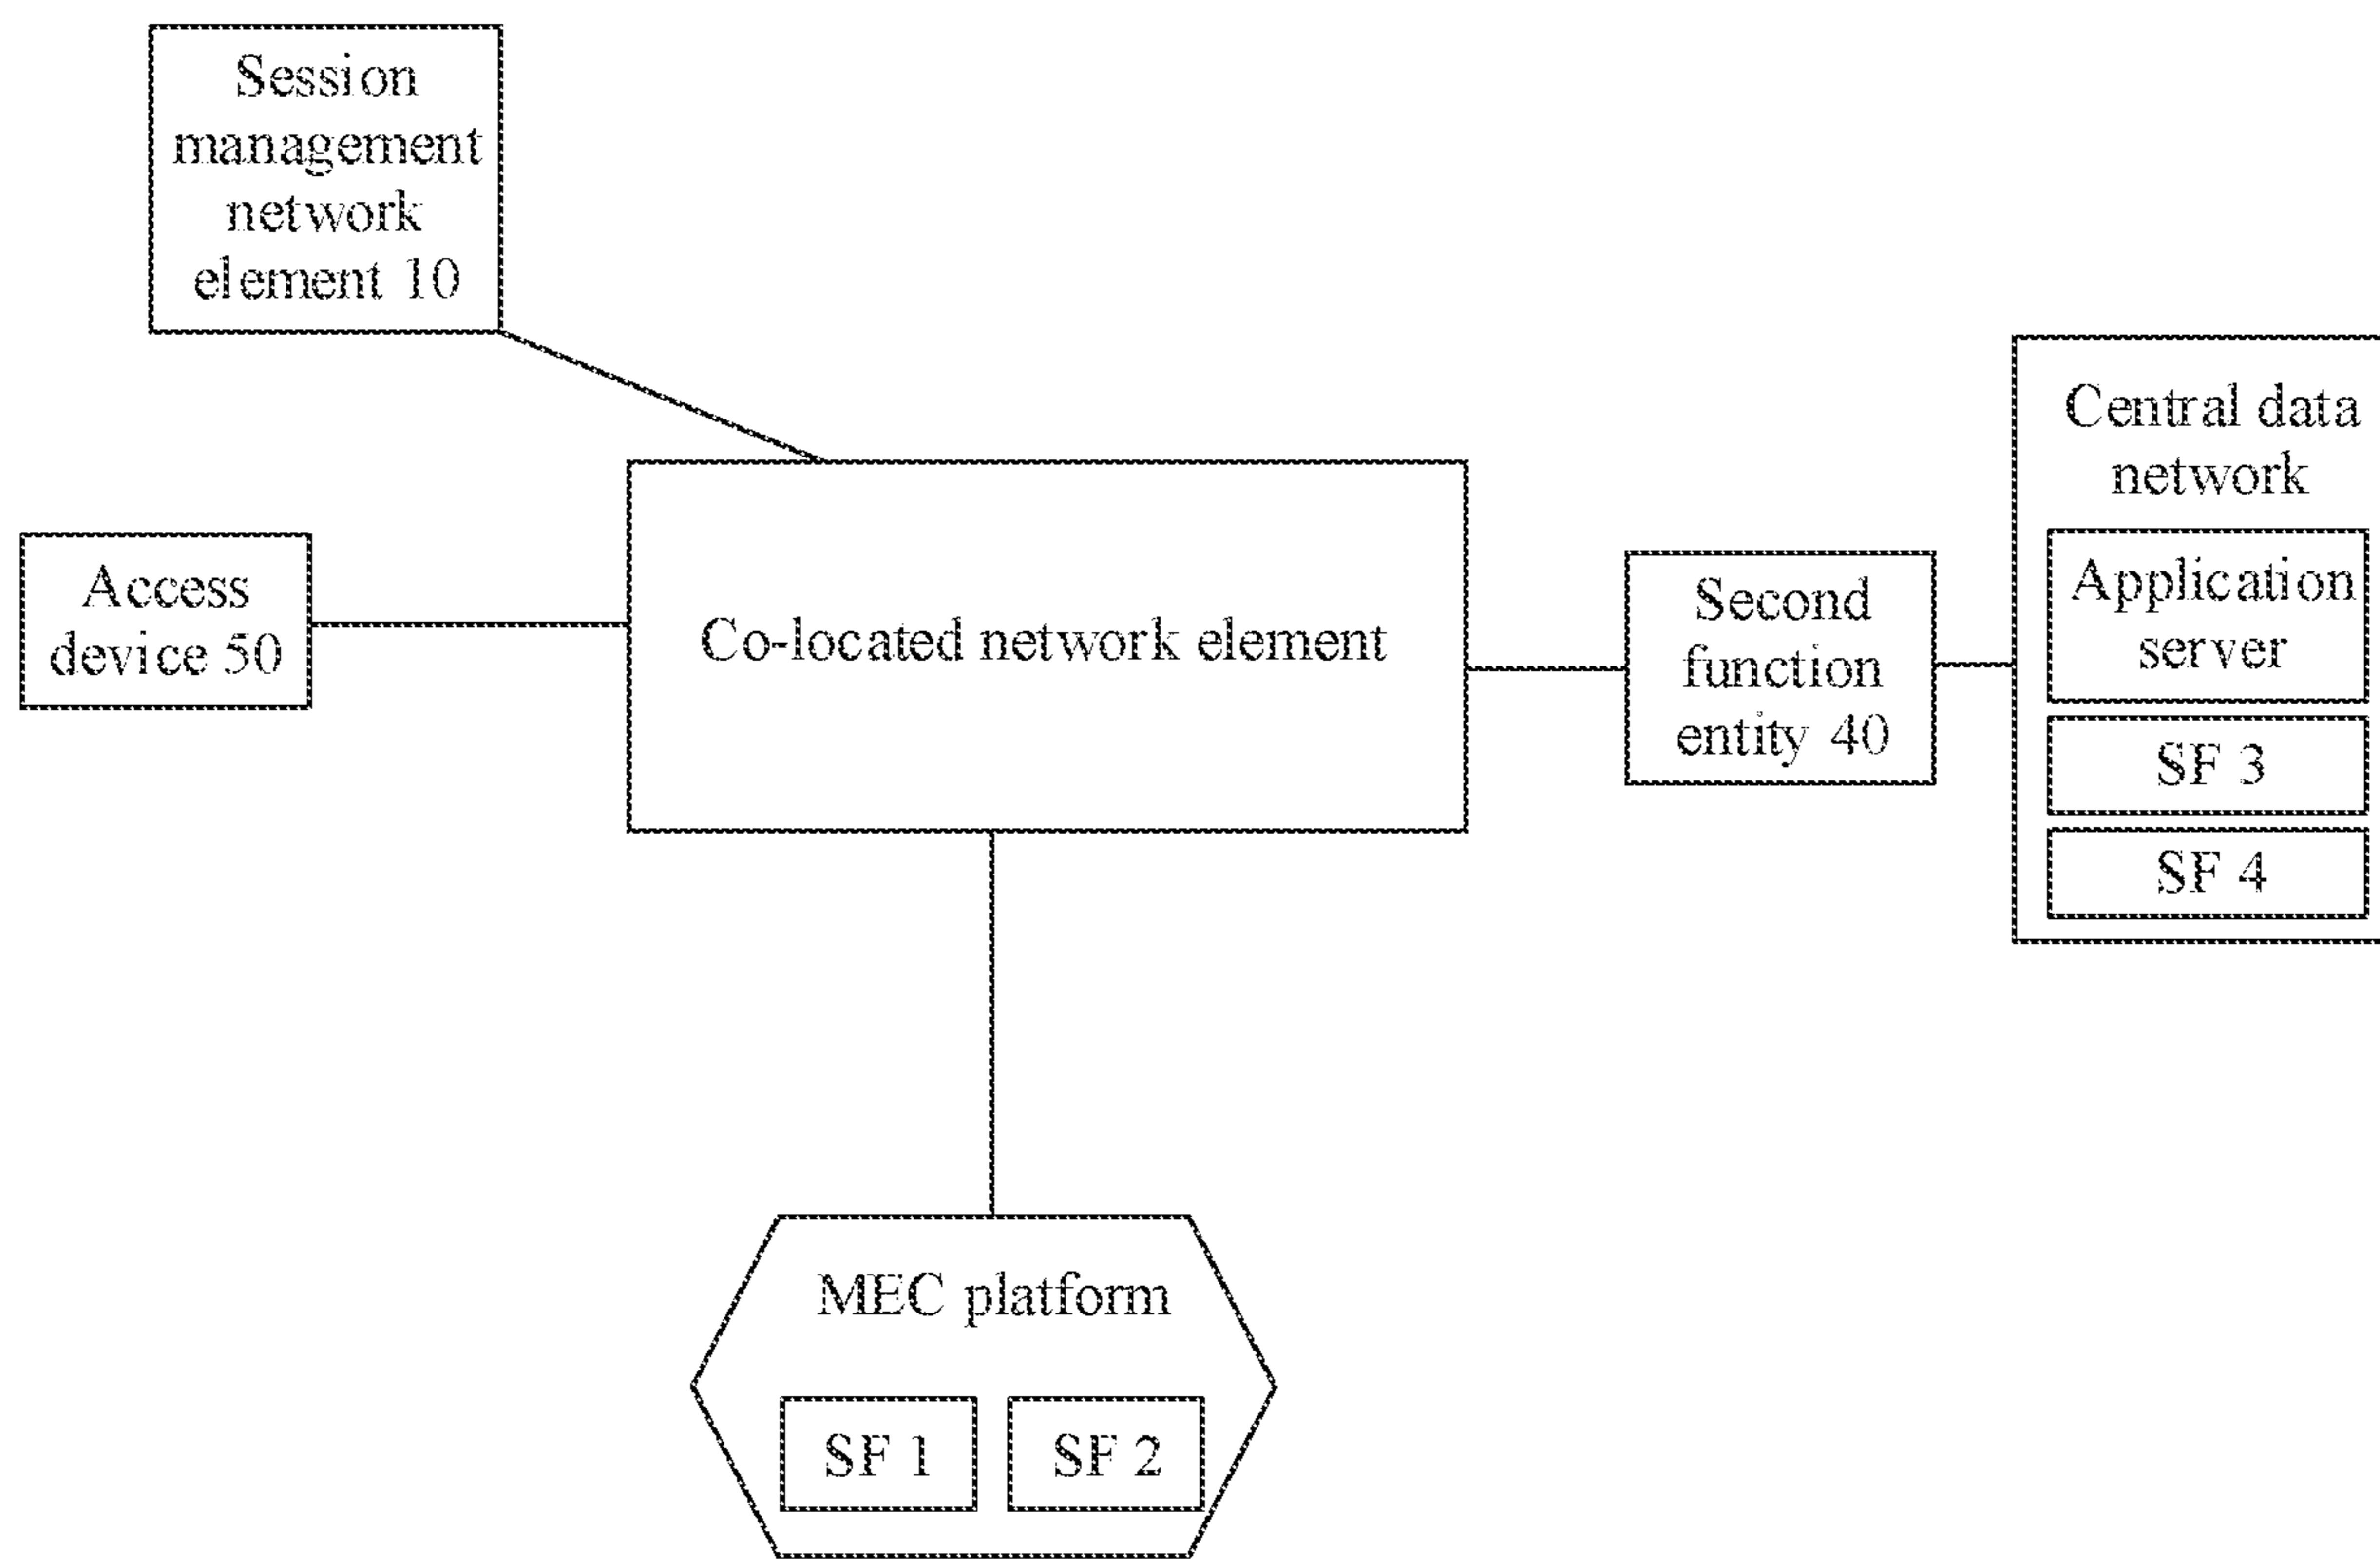 Session
management
network
element 10
Access
device 50
Co-located network element
Second
function
entity 40
Central data
network
Application
server
SF 3
SF 4
MEC platform
SF 1
SF 2